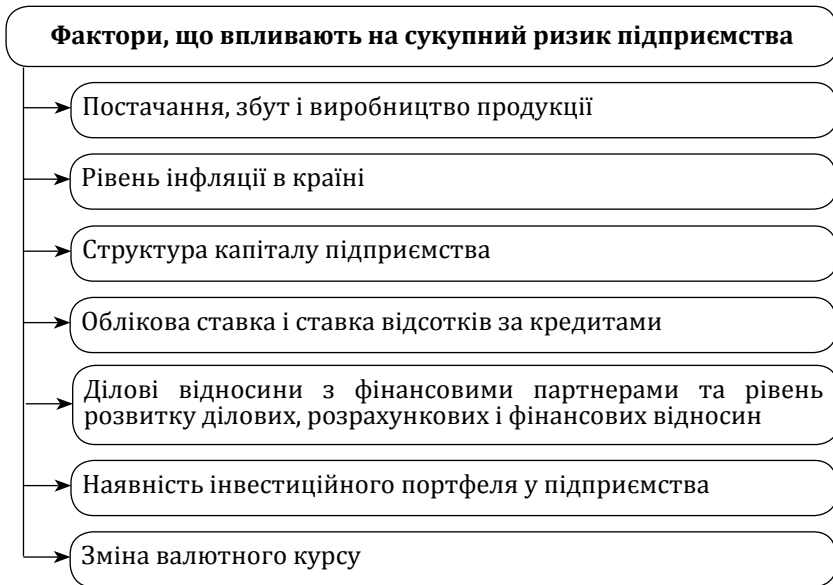 Фактори, що впливають на сукупний ризик підприємства
Постачання, збут і виробництво продукції
Рівень інфляції в країні
Структура капіталу підприємства
Облікова ставка і ставка відсотків за кредитами
Ділові відносини з фінансовими партнерами та рівень
розвитку ділових, розрахункових і фінансових відносин
Наявність інвестиційного портфеля у підприємства
Зміна валютного курсу